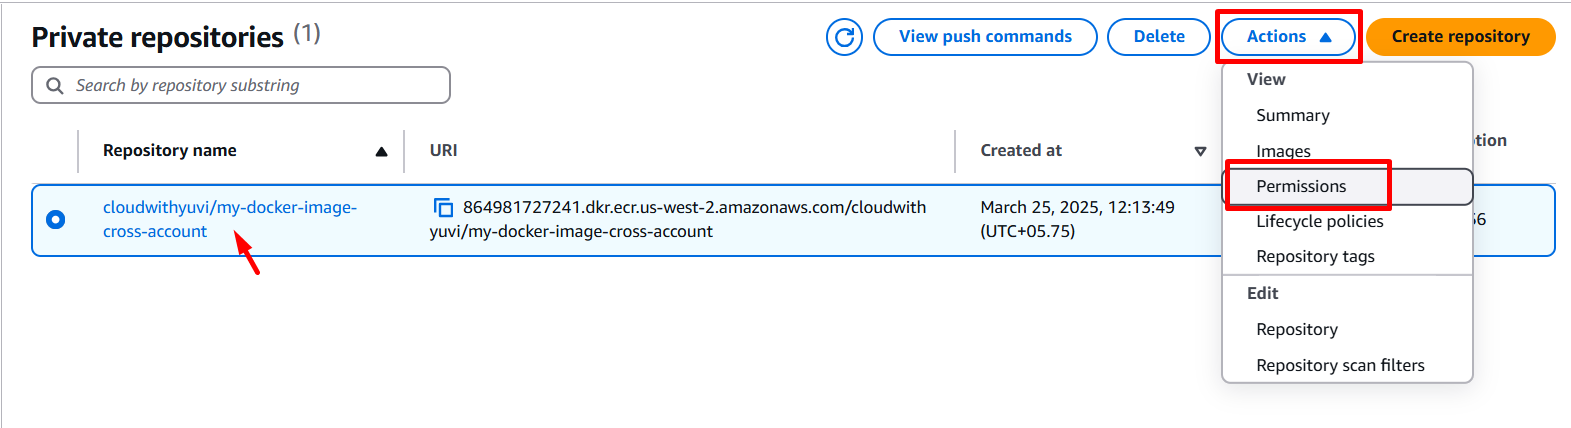 Private repositories (1)
View push commands
Delete
Actions
Create repository
Search by repository substring
View
Summary
Images
Permissions
Lifecycle policies
Repository tags
Edit
Repository
Repository scan filters
Repository name
URI
Created at
cloudwithyuvi/my-docker-image-
cross-account
864981727241.dkr.ecr.us-west-2.amazonaws.com/cloudwith
yuvi/my-docker-image-cross-account
March 25, 2025, 12:13:49
(UTC+05.75)